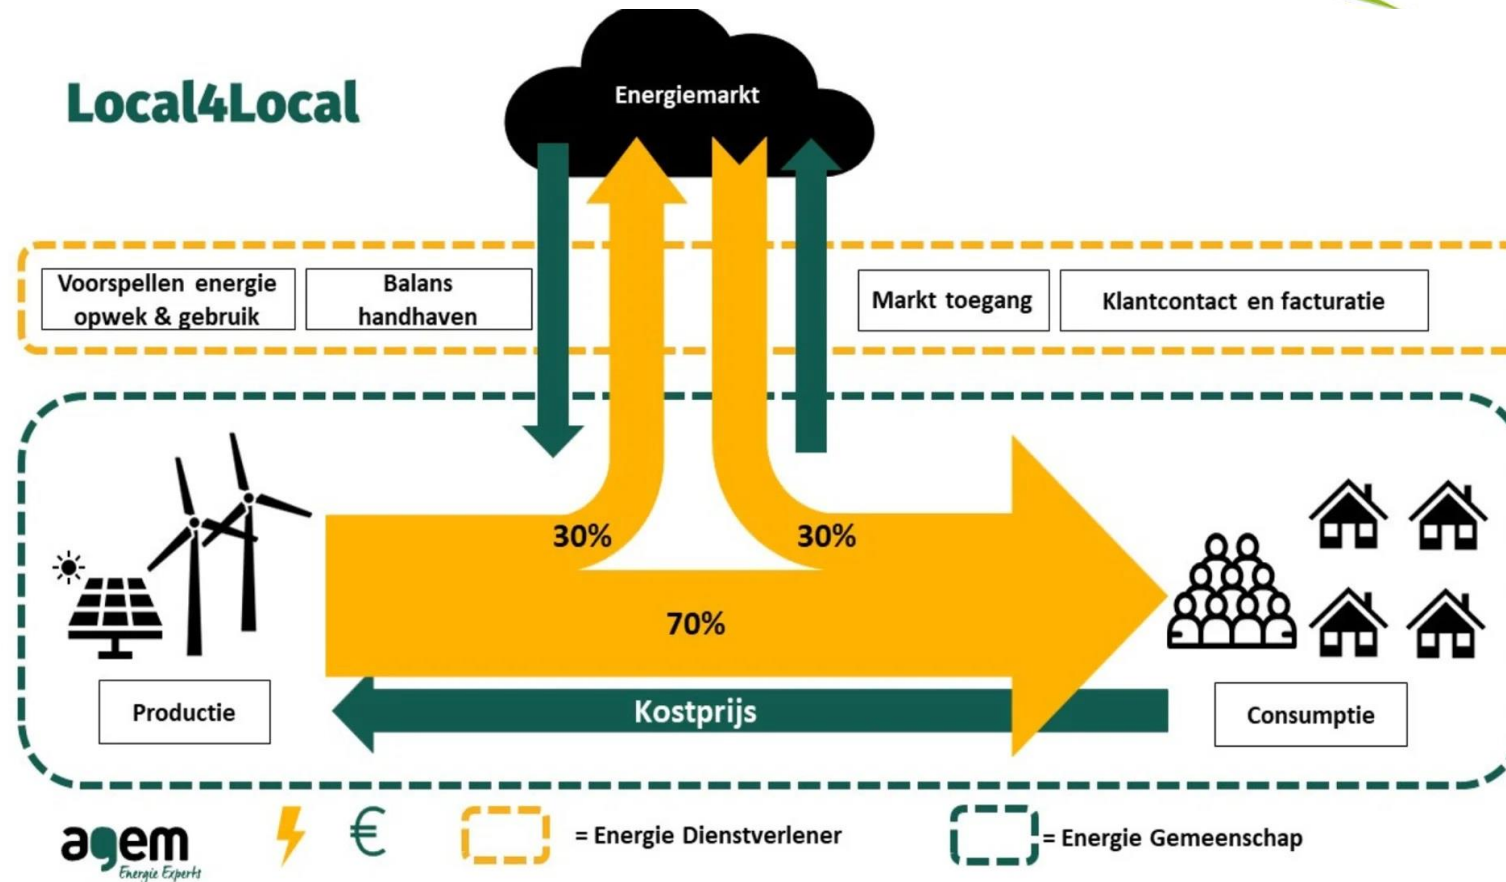 Local4Local
Energiemarkt
Voorspellen energie
opwek & gebruik
Balans
handhaven
Markt toegang
Klantcontact en facturatie
30%
30%
70%
Kostprijs
Productie
Consumptie
agem
Energie Experts
€
= Energie Dienstverlener
= Energie Gemeenschap